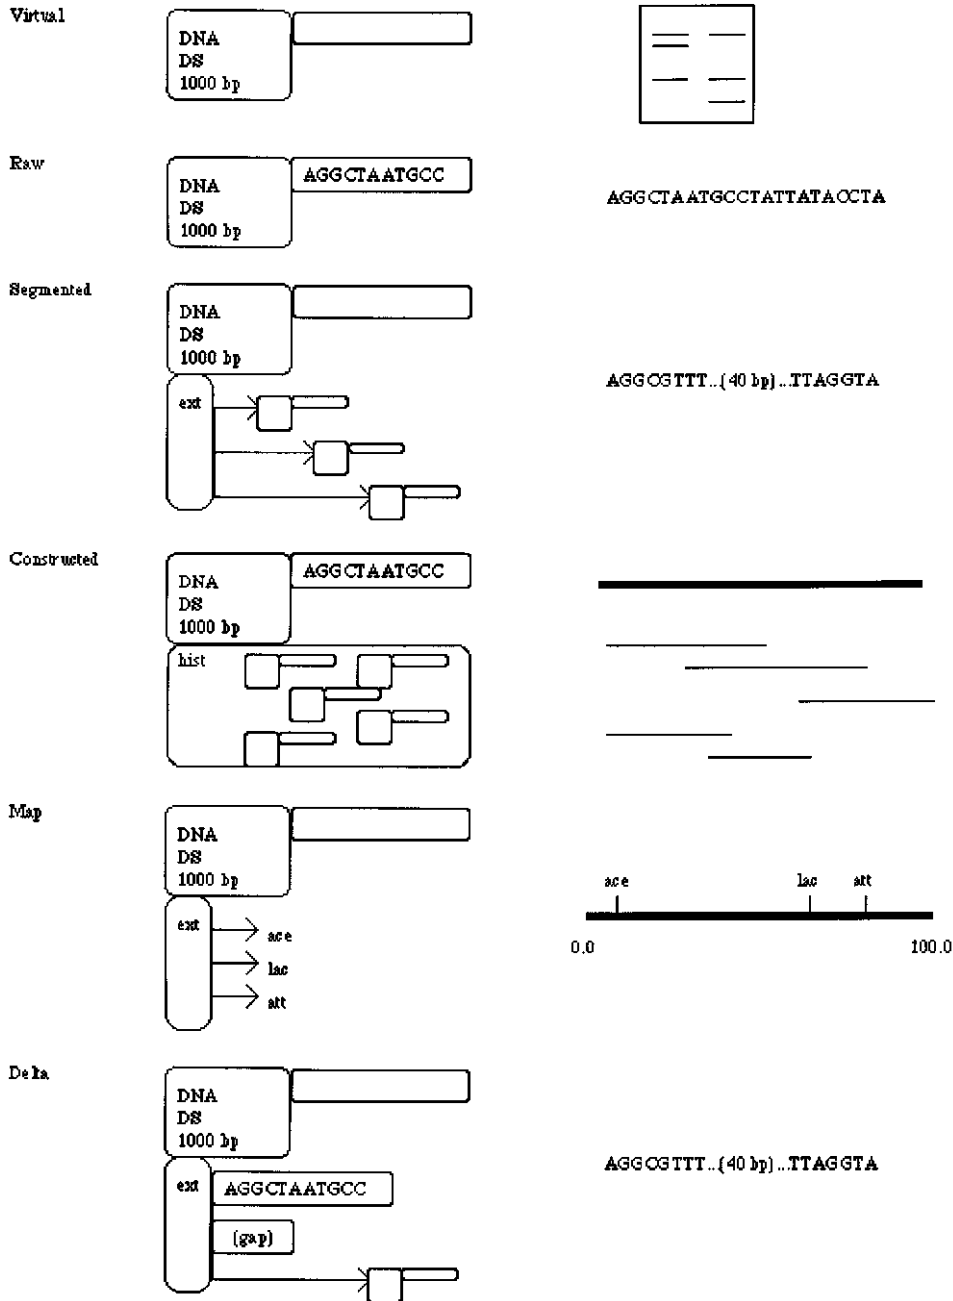 Virtual
DNA
DS
1000 bp
Raw
DNA
DS
1000 bp
AGGCTAATGCC
AGGCTAATGCCTATTATACCTA
Segmented
DNA
DS
1000 bp
ext
AGGCGTTT...(40 bp)...TTAGGTA
Constructed
DNA
DS
1000 bp
AGGCTAATGCC
hist
Map
DNA
DS
1000 bp
ext
ace
lac
att
ace lac att
0.0 100.0
Delta
DNA
DS
1000 bp
ext
AGGCTAATGCC
(gap)
AGGCGTTT...(40 bp)...TTAGGTA